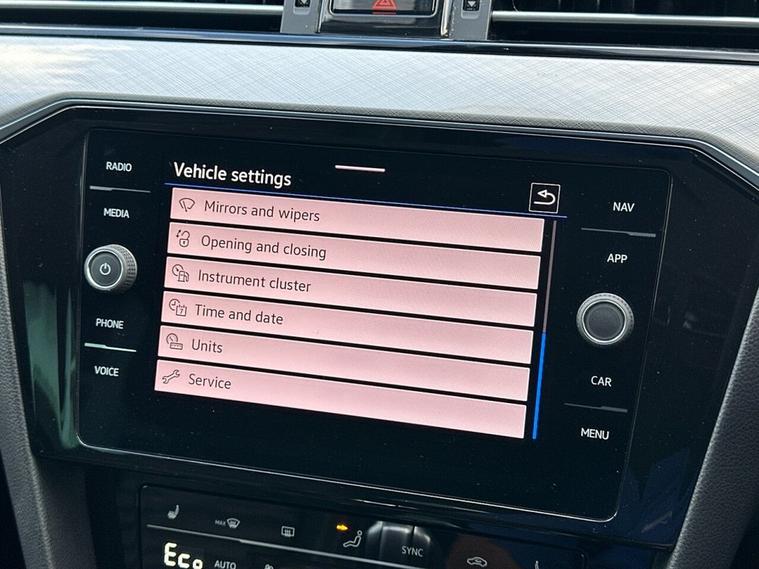 RADIO
MEDIA
PHONE
VOICE
Vehicle settings
Mirrors and wipers
Opening and closing
Instrument cluster
Time and date
Units
Service
NAV
APP
CAR
MENU
MAX
SYNC
Eco
AUTO